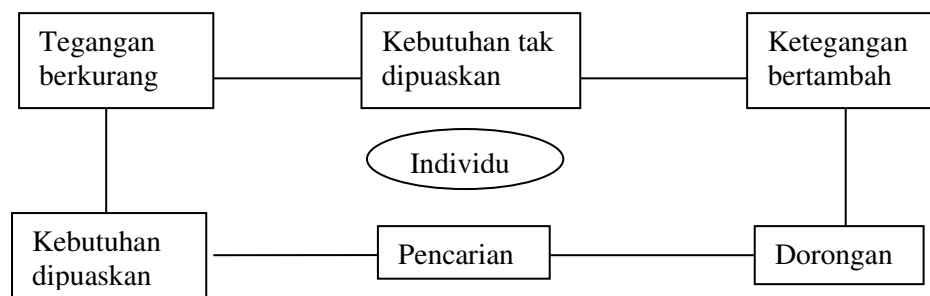 Tegangan
berkurang
Kebutuhan tak
dipuaskan
Ketegangan
bertambah
Individu
Kebutuhan
dipuaskan
Pencarian
Dorongan